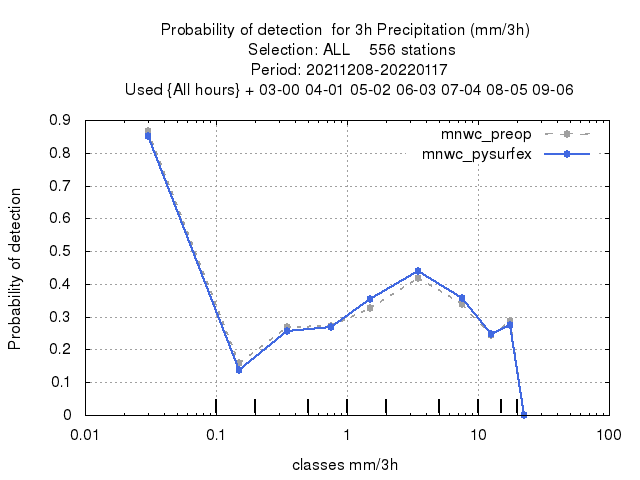 Probability of detection  for 3h Precipitation (mm/3h)
Selection: ALL    556 stations
Period: 20211208-20220117
Used {All hours} + 03-00 04-01 05-02 06-03 07-04 08-05 09-06
mnwc_preop
mnwc_pysurfex
Probability of detection
0.9
0.8
0.7
0.6
0.5
0.4
0.3
0.2
0.1
0
0.01 0.1 1 10 100
classes mm/3h